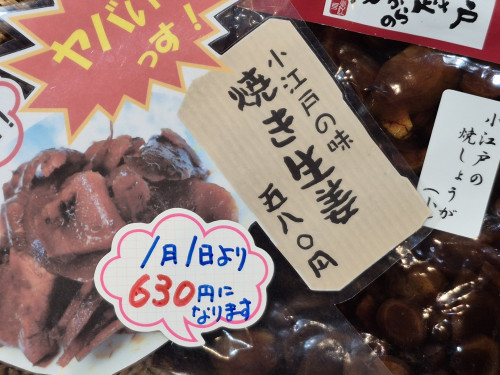 ヤバい
っす!
小江戸の味
焼き生姜
五八〇円
1月1日より
630円に
なります
小江戸の
焼しょうが
戸